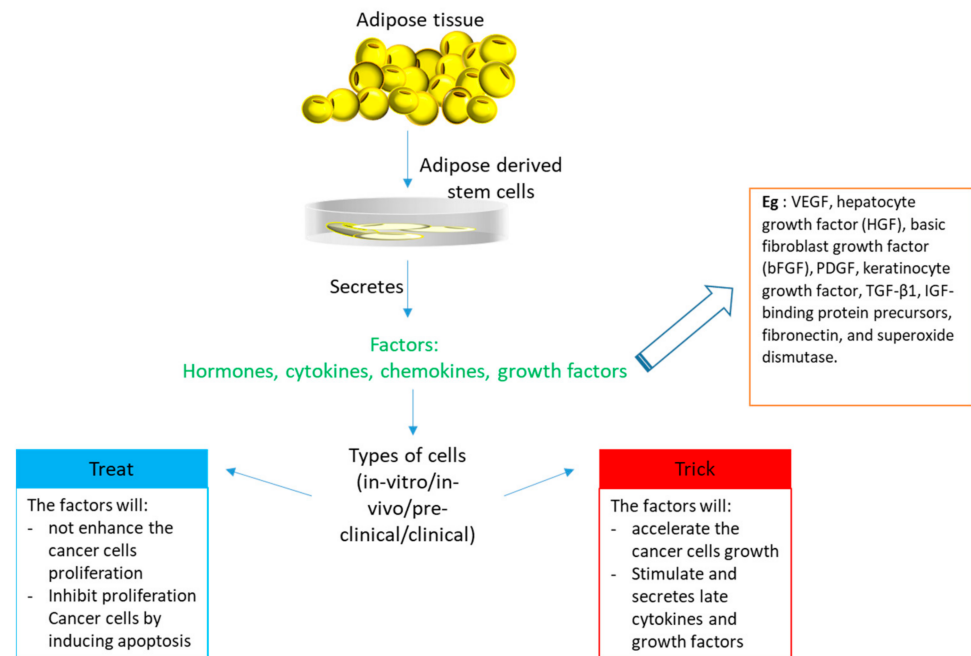 Adipose tissue
Adipose derived
stem cells
Secretes
Eg : VEGF, hepatocyte
growth factor (HGF), basic
fibroblast growth factor
(bFGF), PDGF, keratinocyte
growth factor, TGF-β1, IGF-
binding protein precursors,
fibronectin, and superoxide
dismutase.
Factors:
Hormones, cytokines, chemokines, growth factors
Types of cells
(in-vitro/in-
vivo/pre-
clinical/clinical)
Treat
The factors will:
- not enhance the
cancer cells
proliferation
- Inhibit proliferation
Cancer cells by
inducing apoptosis
Trick
The factors will:
- accelerate the
cancer cells growth
- Stimulate and
secretes late
cytokines and
growth factors